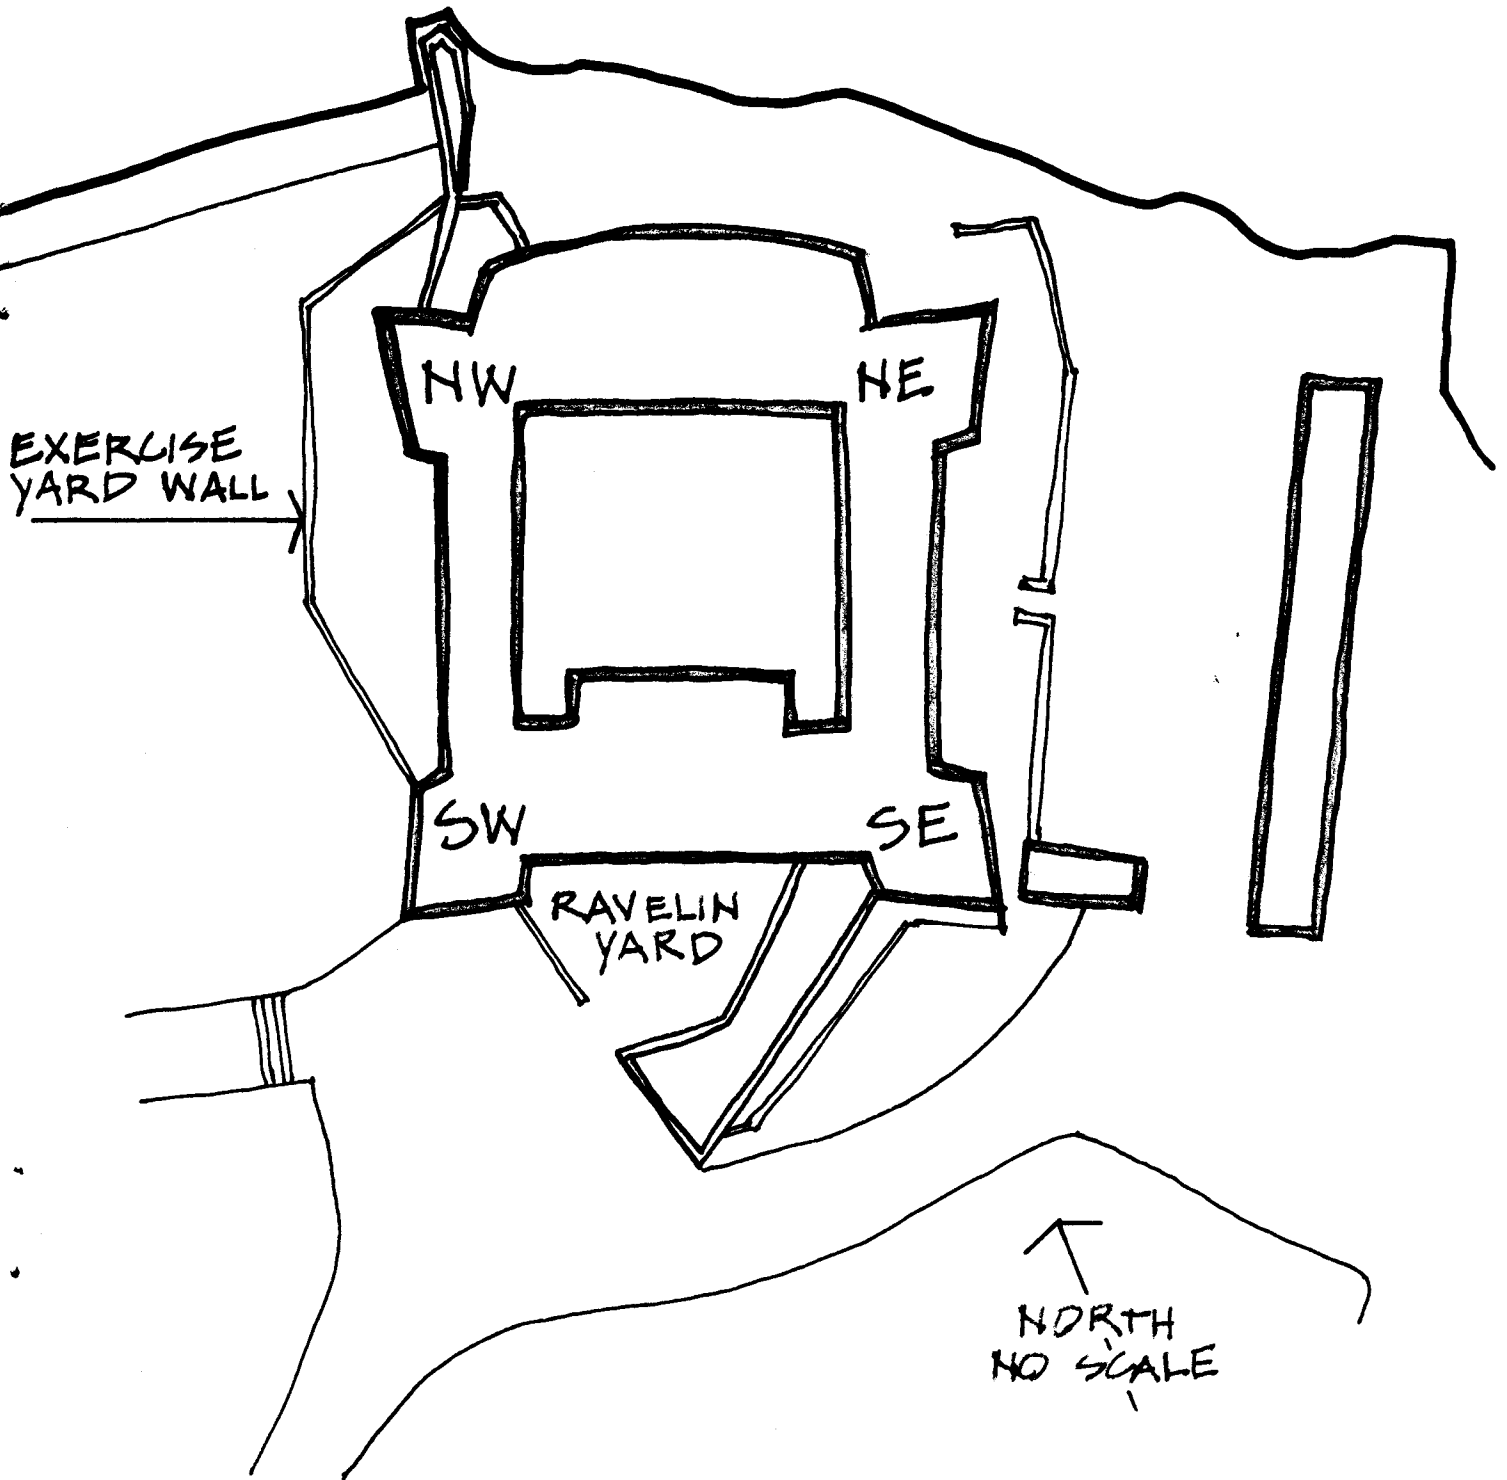 NW
NE
EXERCISE
YARD WALL
SW
SE
RAVELIN
YARD
NORTH
NO SCALE